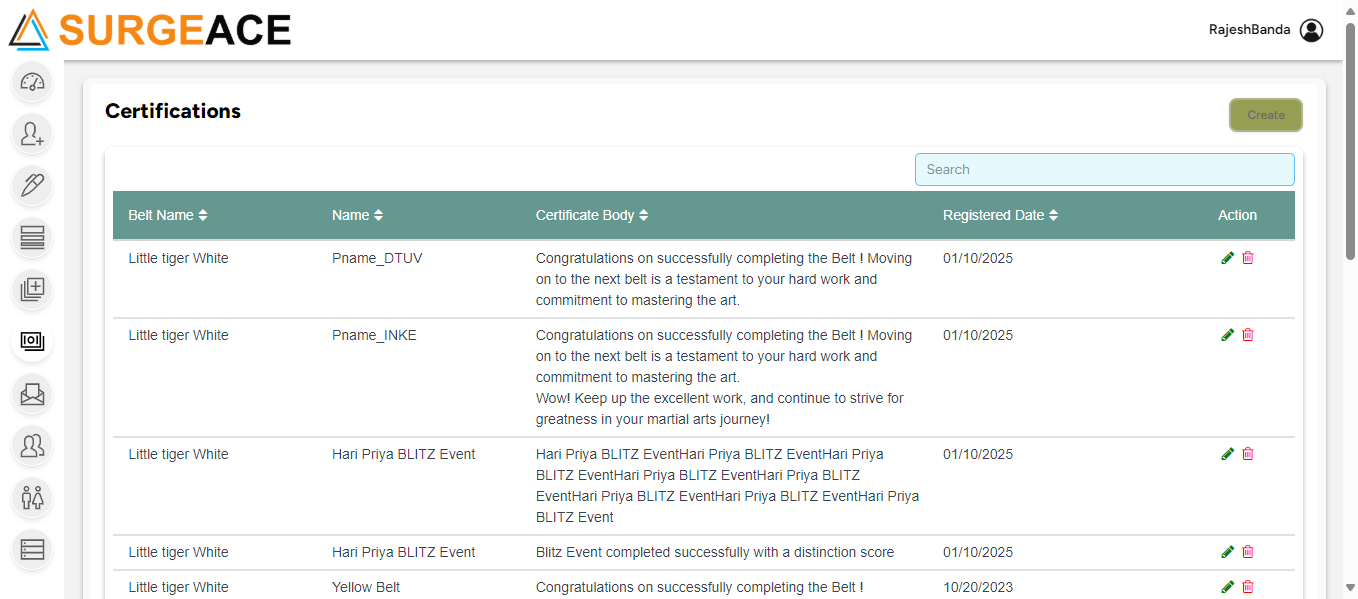 SURGEACE
RajeshBanda
Certifications
Create
Search
Belt Name Name Certificate Body Registered Date Action
Little tiger White Pname_DTUV Congratulations on successfully completing the Belt ! Moving 01/10/2025
on to the next belt is a testament to your hard work and
commitment to mastering the art.
Little tiger White Pname_INKE Congratulations on successfully completing the Belt ! Moving 01/10/2025
on to the next belt is a testament to your hard work and
commitment to mastering the art.
Wow! Keep up the excellent work, and continue to strive for
greatness in your martial arts journey!
Little tiger White Hari Priya BLITZ Event Hari Priya BLITZ EventHari Priya BLITZ EventHari Priya 01/10/2025
BLITZ EventHari Priya BLITZ EventHari Priya BLITZ
EventHari Priya BLITZ EventHari Priya BLITZ EventHari Priya
BLITZ Event
Little tiger White Hari Priya BLITZ Event Blitz Event completed successfully with a distinction score 01/10/2025
Little tiger White Yellow Belt Congratulations on successfully completing the Belt ! 10/20/2023